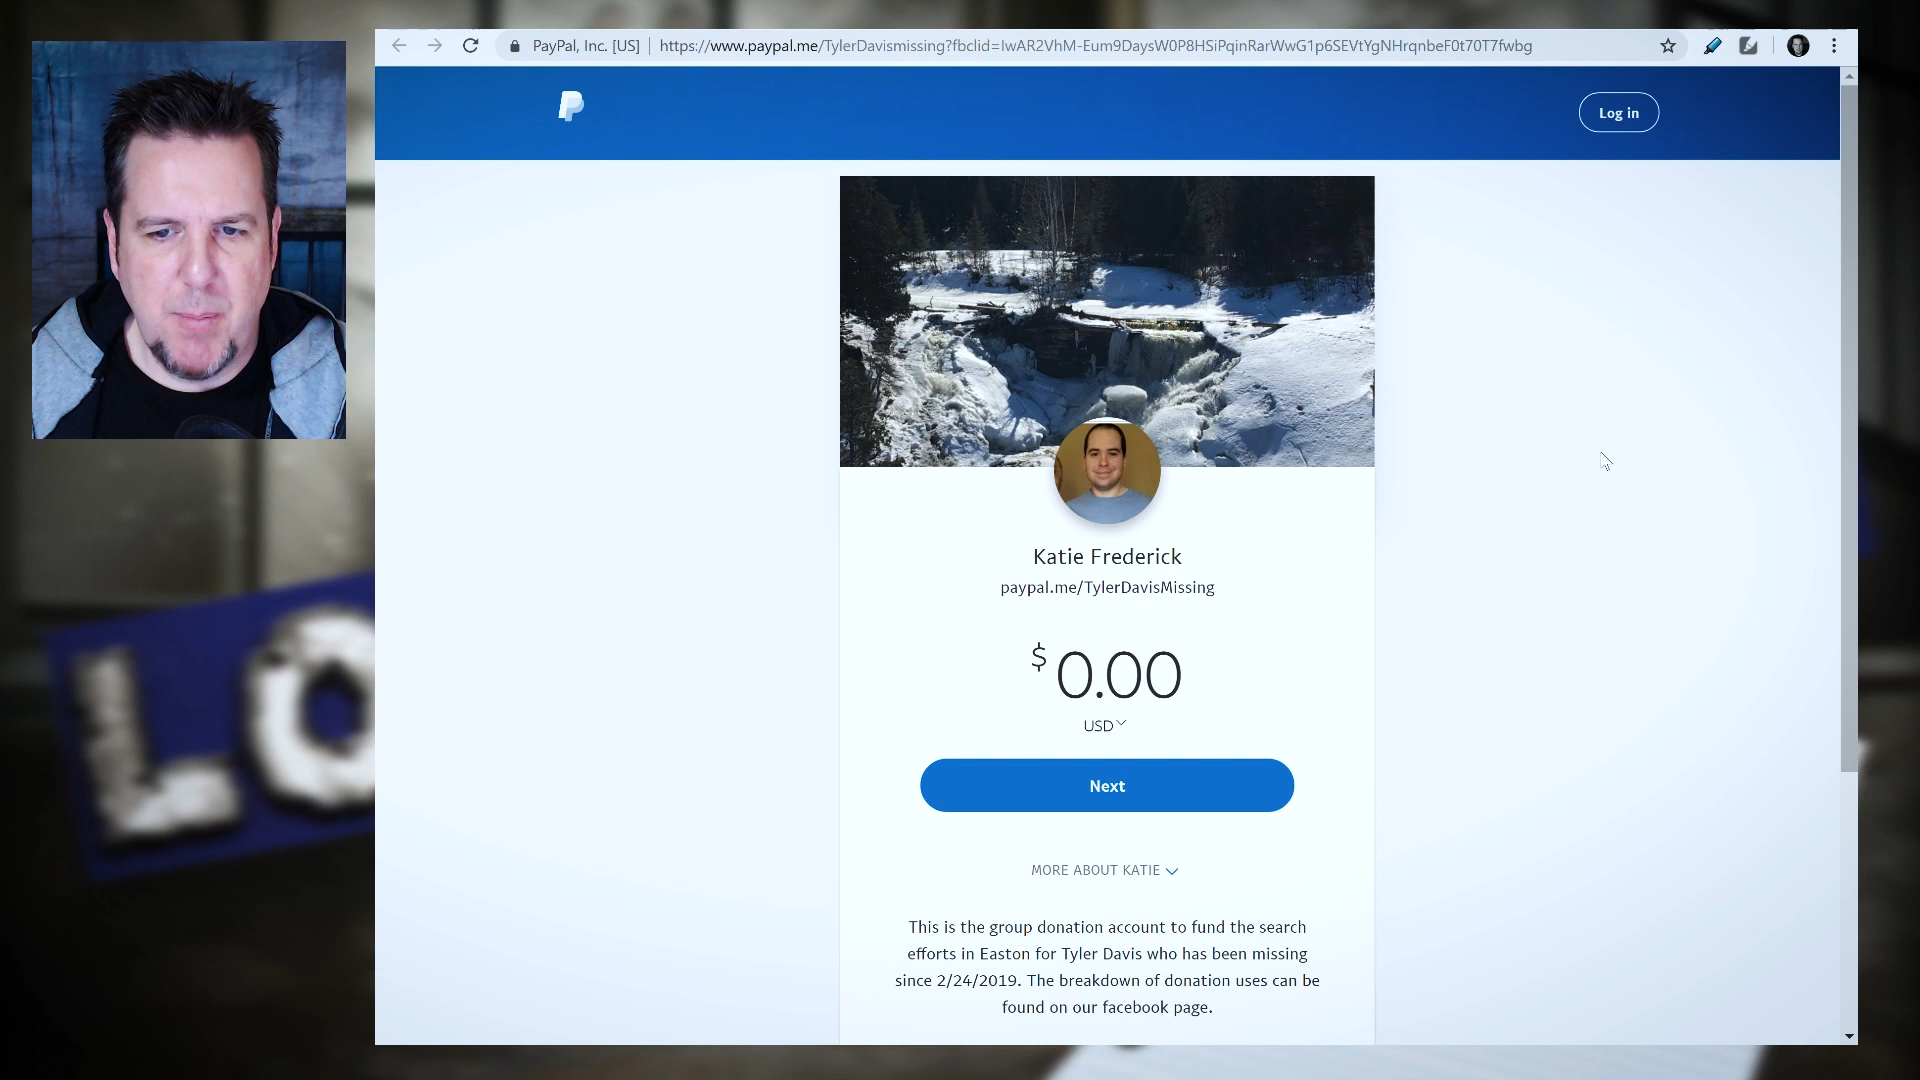 PayPal, Inc. [US]
https://www.paypal.me/TylerDavismissing?fbclid=IwAR2VhM-Eum9DaysW0P8HSiPqinRarWwG1p6SEVtYgNHrqnbeF0t70T7fwbg
Log in
Katie Frederick
paypal.me/TylerDavisMissing
$ 0.00
USD
Next
MORE ABOUT KATIE
This is the group donation account to fund the search
efforts in Easton for Tyler Davis who has been missing
since 2/24/2019. The breakdown of donation uses can be
found on our facebook page.
LO